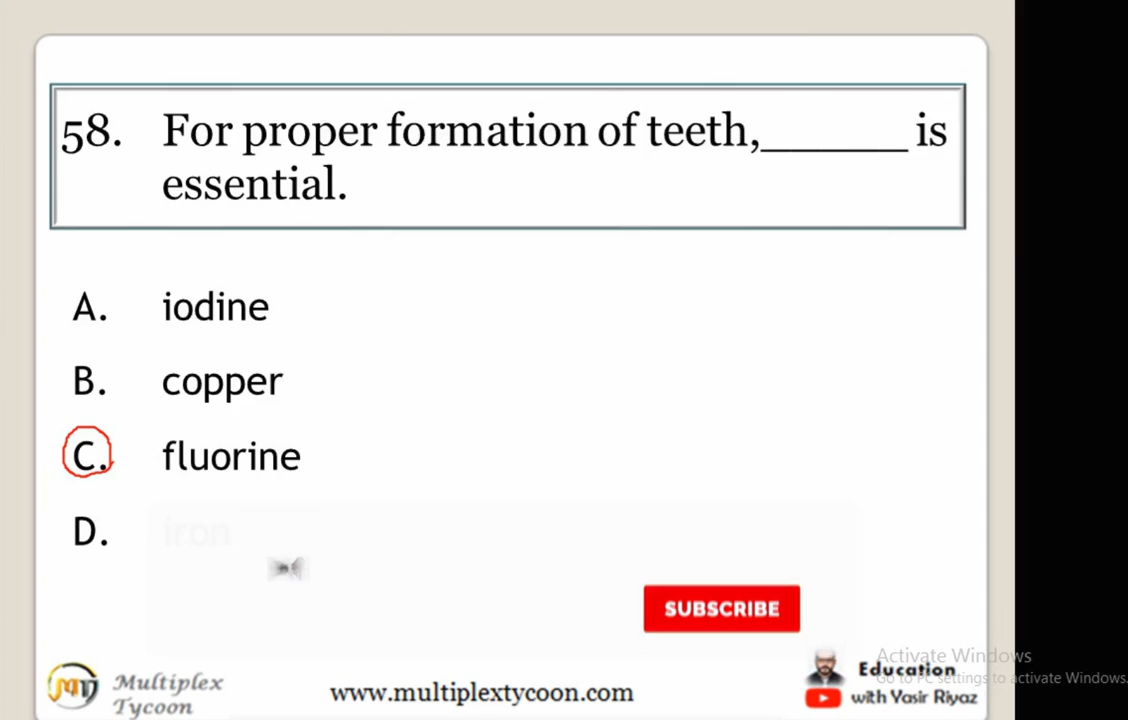 58. For proper formation of teeth,______ is
essential.
A. iodine
B. copper
C. fluorine
D. iron
SUBSCRIBE
Multiplex
Tycoon
www.multiplextycoon.com
Education
with Yasir Riyaz
Activate Windows
Go to PC settings to activate Windows.